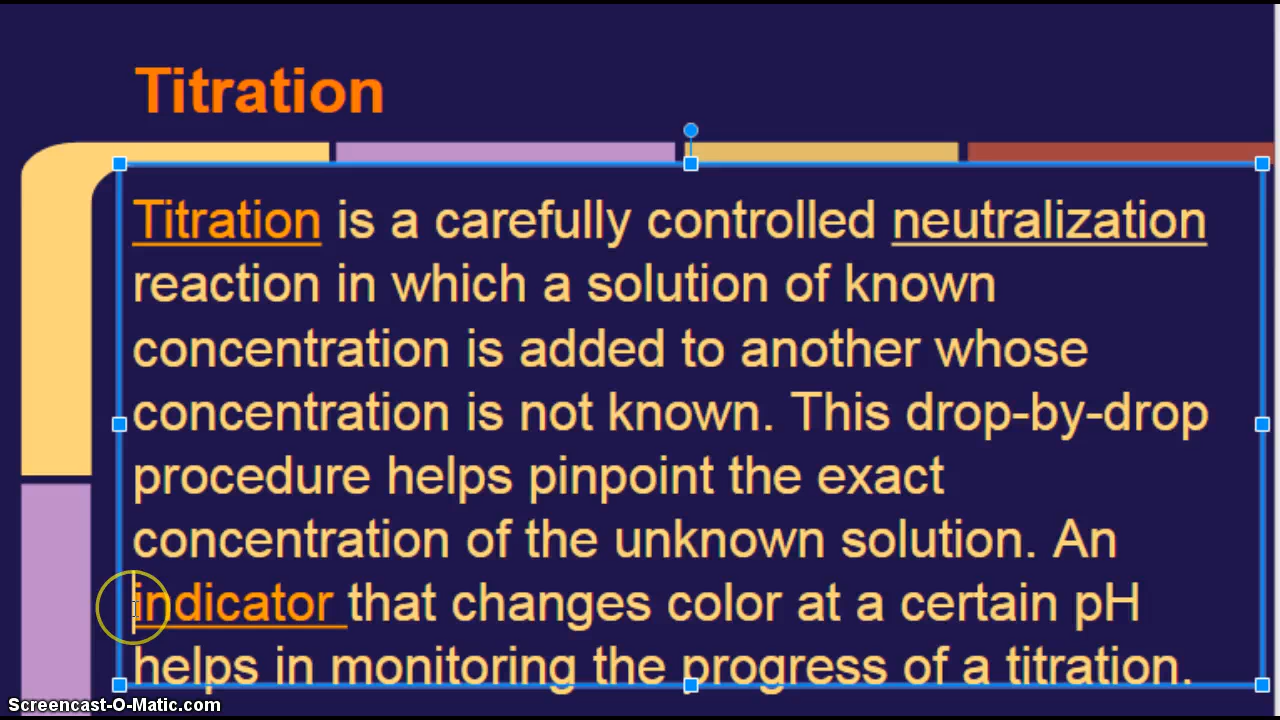 Titration
Titration is a carefully controlled neutralization
reaction in which a solution of known
concentration is added to another whose
concentration is not known. This drop-by-drop
procedure helps pinpoint the exact
concentration of the unknown solution. An
indicator that changes color at a certain pH
helps in monitoring the progress of a titration.
Screencast-O-Matic.com